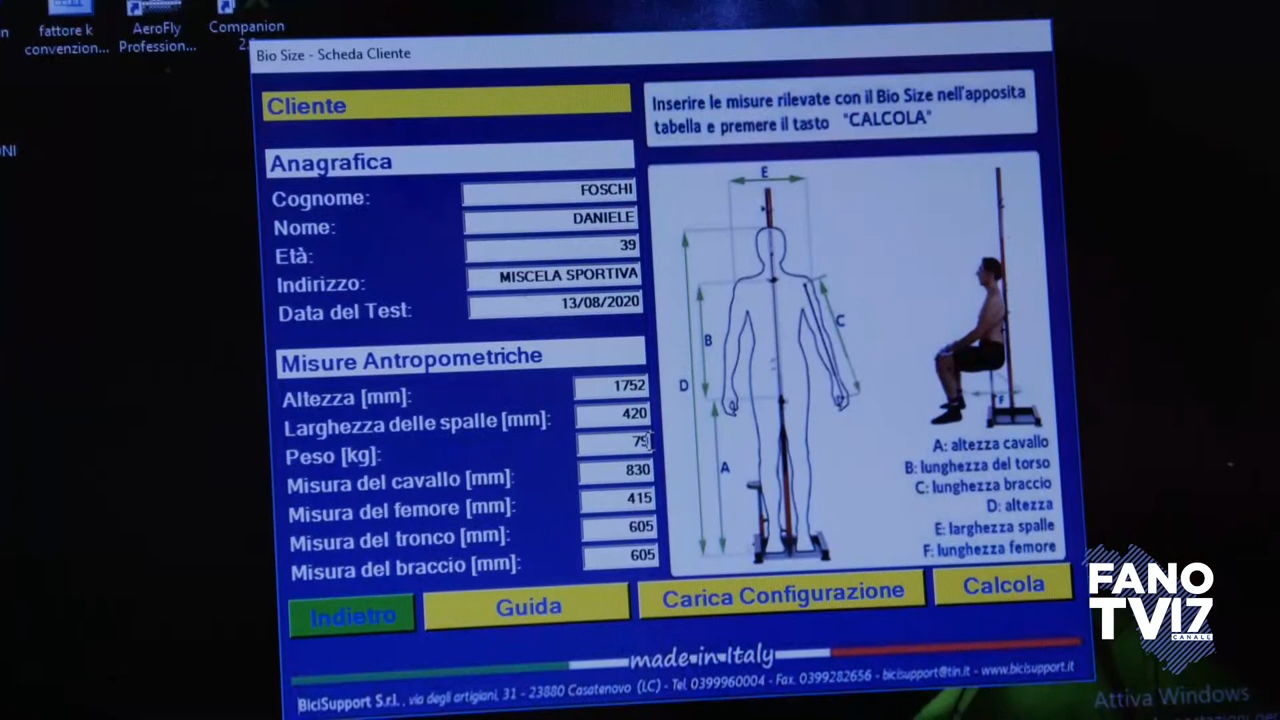 fattore k
convenzion...
AeroFly
Profession...
Companion
Bio Size - Scheda Cliente
Cliente
Inserire le misure rilevate con il Bio Size nell'apposita
tabella e premere il tasto "CALCOLA"
Anagrafica
Cognome: FOSCHI
Nome: DANIELE
Età: 39
Indirizzo: MISCELA SPORTIVA
Data del Test: 13/08/2020
Misure Antropometriche
Altezza [mm]: 1752
Larghezza delle spalle [mm]: 420
Peso [kg]:
Misura del cavallo [mm]: 830
Misura del femore [mm]: 415
Misura del tronco [mm]: 605
Misura del braccio [mm]: 605
E
C
B
D
A
F
A: altezza cavallo
B: lunghezza del torso
C: lunghezza braccio
D: altezza
E: larghezza spalle
F: lunghezza femore
Indietro
Guida
Carica Configurazione
Calcola
made in Italy
BiciSupport S.r.l. , via degli artigiani, 31 - 23880 Casatenovo (LC) - Tel. 0399960004 - Fax. 0399282656 - bicisupport@tin.it - www.bicisupport.it
FANO
TV17
CANALE
Attiva Windows